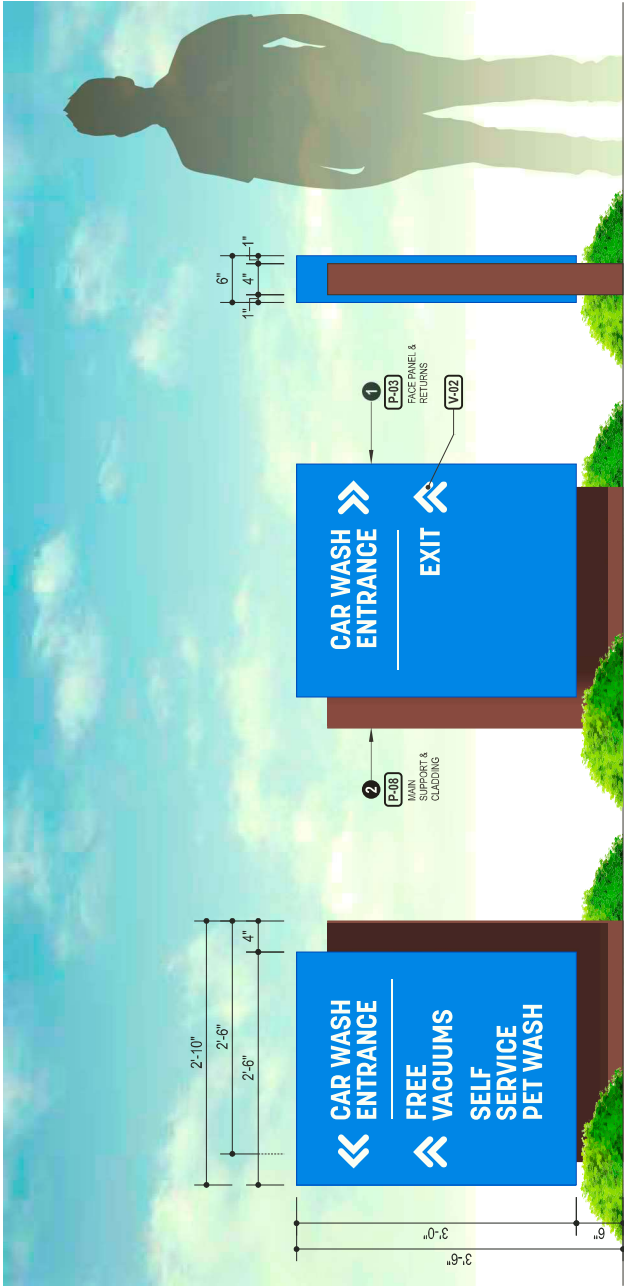 2'-10"
2'-6"
2'-6" 4"
3'-6"
3'-0"
6"
CAR WASH
ENTRANCE
FREE
VACUUMS
SELF
SERVICE
PET WASH
2
P-08
MAIN
SUPPORT &
CLADDING
CAR WASH
ENTRANCE
EXIT
1
P-03
FACE PANEL &
RETURNS
V-02
6"
1" 4" 1"